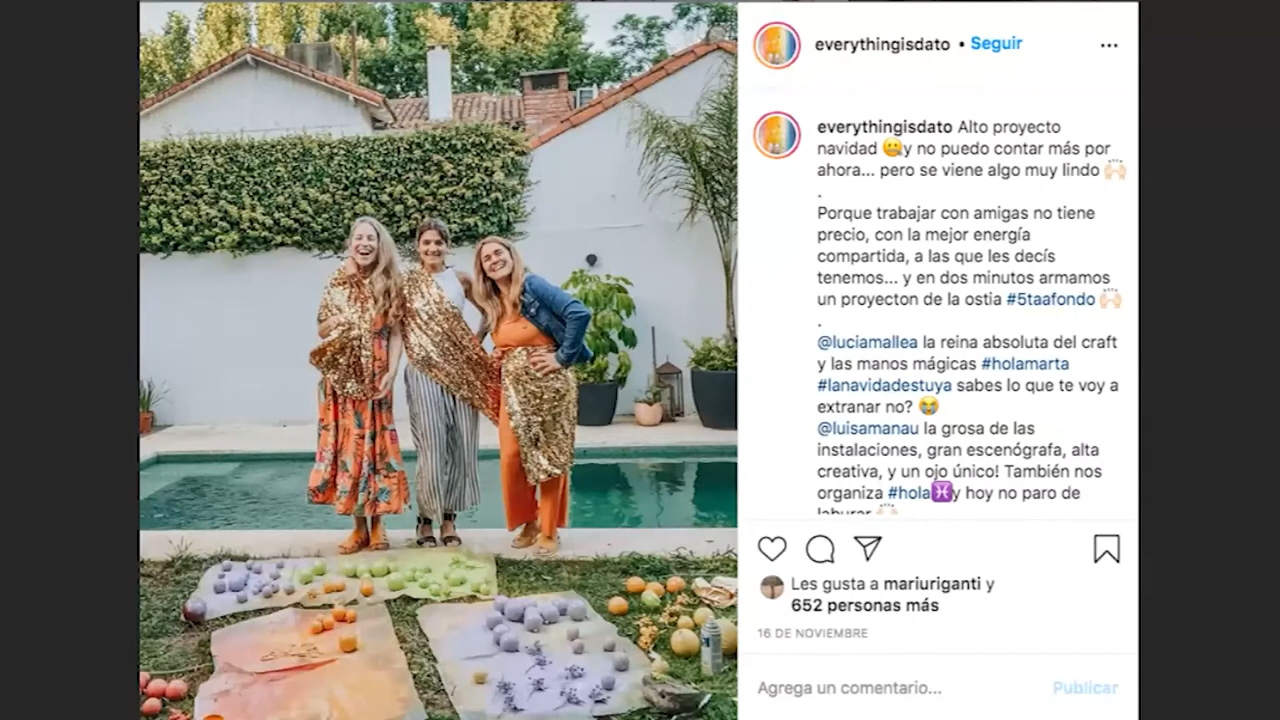 everythingisdato • Seguir
everythingisdato Alto proyecto
navidad 🤐y no puedo contar más por
ahora... pero se viene algo muy lindo 🙌🏻
.
Porque trabajar con amigas no tiene
precio, con la mejor energía
compartida, a las que les decís
tenemos... y en dos minutos armamos
un proyecton de la ostia #5taafondo 🙌🏻
.
@luciamallea la reina absoluta del craft
y las manos mágicas #holamarta
#lanavidadestuya sabes lo que te voy a
extranar no? 😭
@luisamanau la grosa de las
instalaciones, gran escenógrafa, alta
creativa, y un ojo único! También nos
organiza #hola♓y hoy no paro de
laburar 🙌🏻
Les gusta a mariuriganti y
652 personas más
16 DE NOVIEMBRE
Agrega un comentario...
Publicar